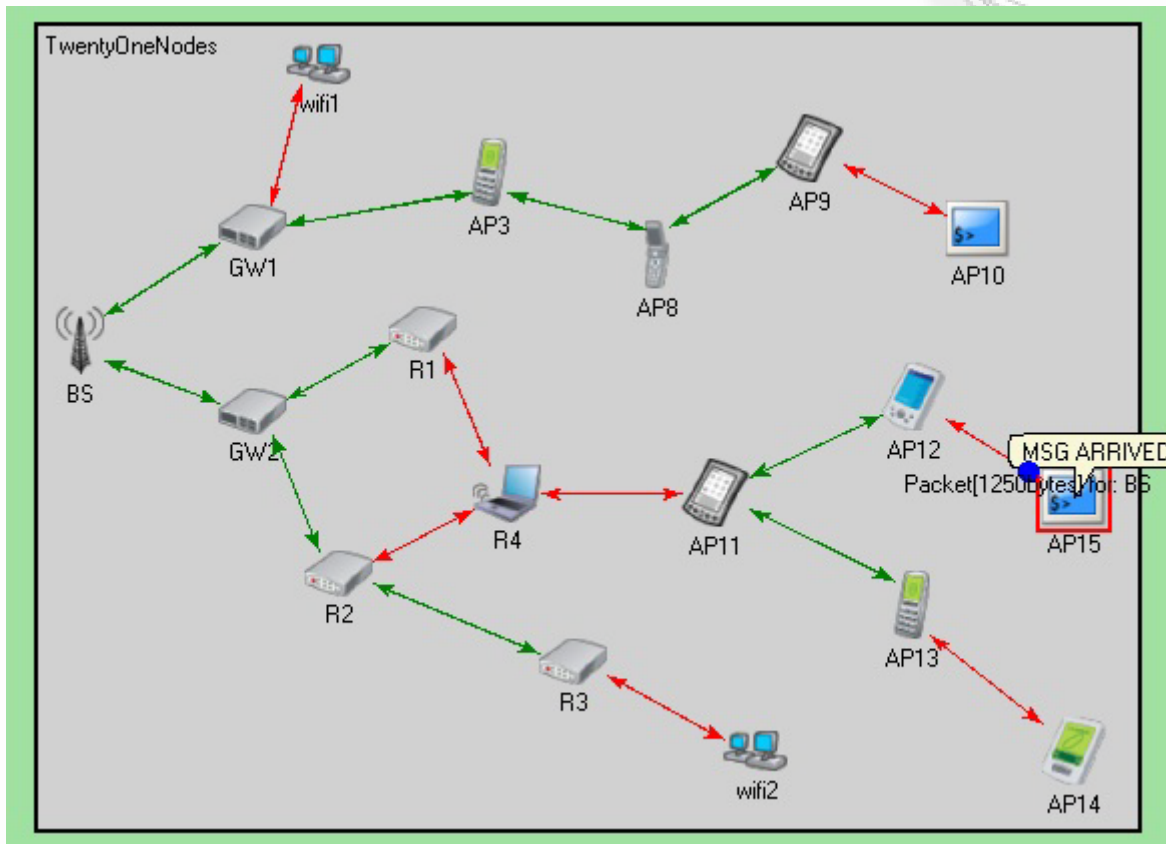 TwentyOneNodes
wifi1
AP9
AP3
GW1
AP10
AP8
R1
BS
GW2
AP12
MSG ARRIVED
Packet[1250bytes] for: BS
R4
AP11
AP15
R2
AP13
R3
wifi2
AP14